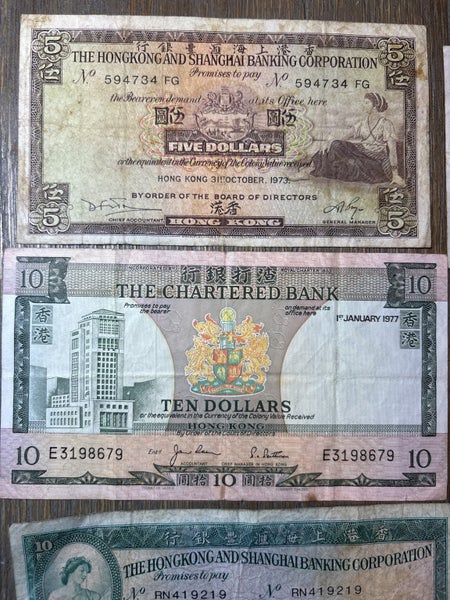 行銀豐滙海上港香
5 THE HONGKONG AND SHANGHAI BANKING CORPORATION 5
伍 Promises to pay 伍
Nº 594734 FG Nº 594734 FG
the Bearer on demand at its Office here
圓 伍
FIVE DOLLARS
or the equivalent in the Currency of the Colony value received
HONG KONG 31ST OCTOBER, 1973.
BY ORDER OF THE BOARD OF DIRECTORS
伍 港香 伍
5 CHIEF ACCOUNTANT HONG KONG GENERAL MANAGER 5
10 行銀打渣 10
THE CHARTERED BANK
香港 Promises to pay the bearer on demand at its office here 香港
1ST JANUARY 1977
TEN DOLLARS
or the equivalent in the Currency of the Colony Value Received
HONG KONG
By Order of the Court of Directors
10 E3198679 E3198679 10
ACCOUNTANT CHIEF MANAGER IN HONG KONG
圓拾 10 圓拾
行銀豐滙海上港香
10 THE HONGKONG AND SHANGHAI BANKING CORPORATION
Promises to pay
Nº RN419219 Nº RN419219